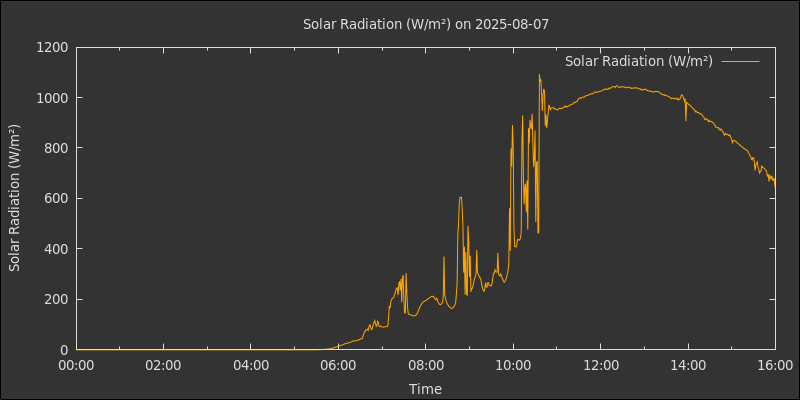 Solar Radiation (W/m²) on 2025-08-07
Solar Radiation (W/m²)
Solar Radiation (W/m²)
1200
1000
800
600
400
200
0
00:00 02:00 04:00 06:00 08:00 10:00 12:00 14:00 16:00
Time